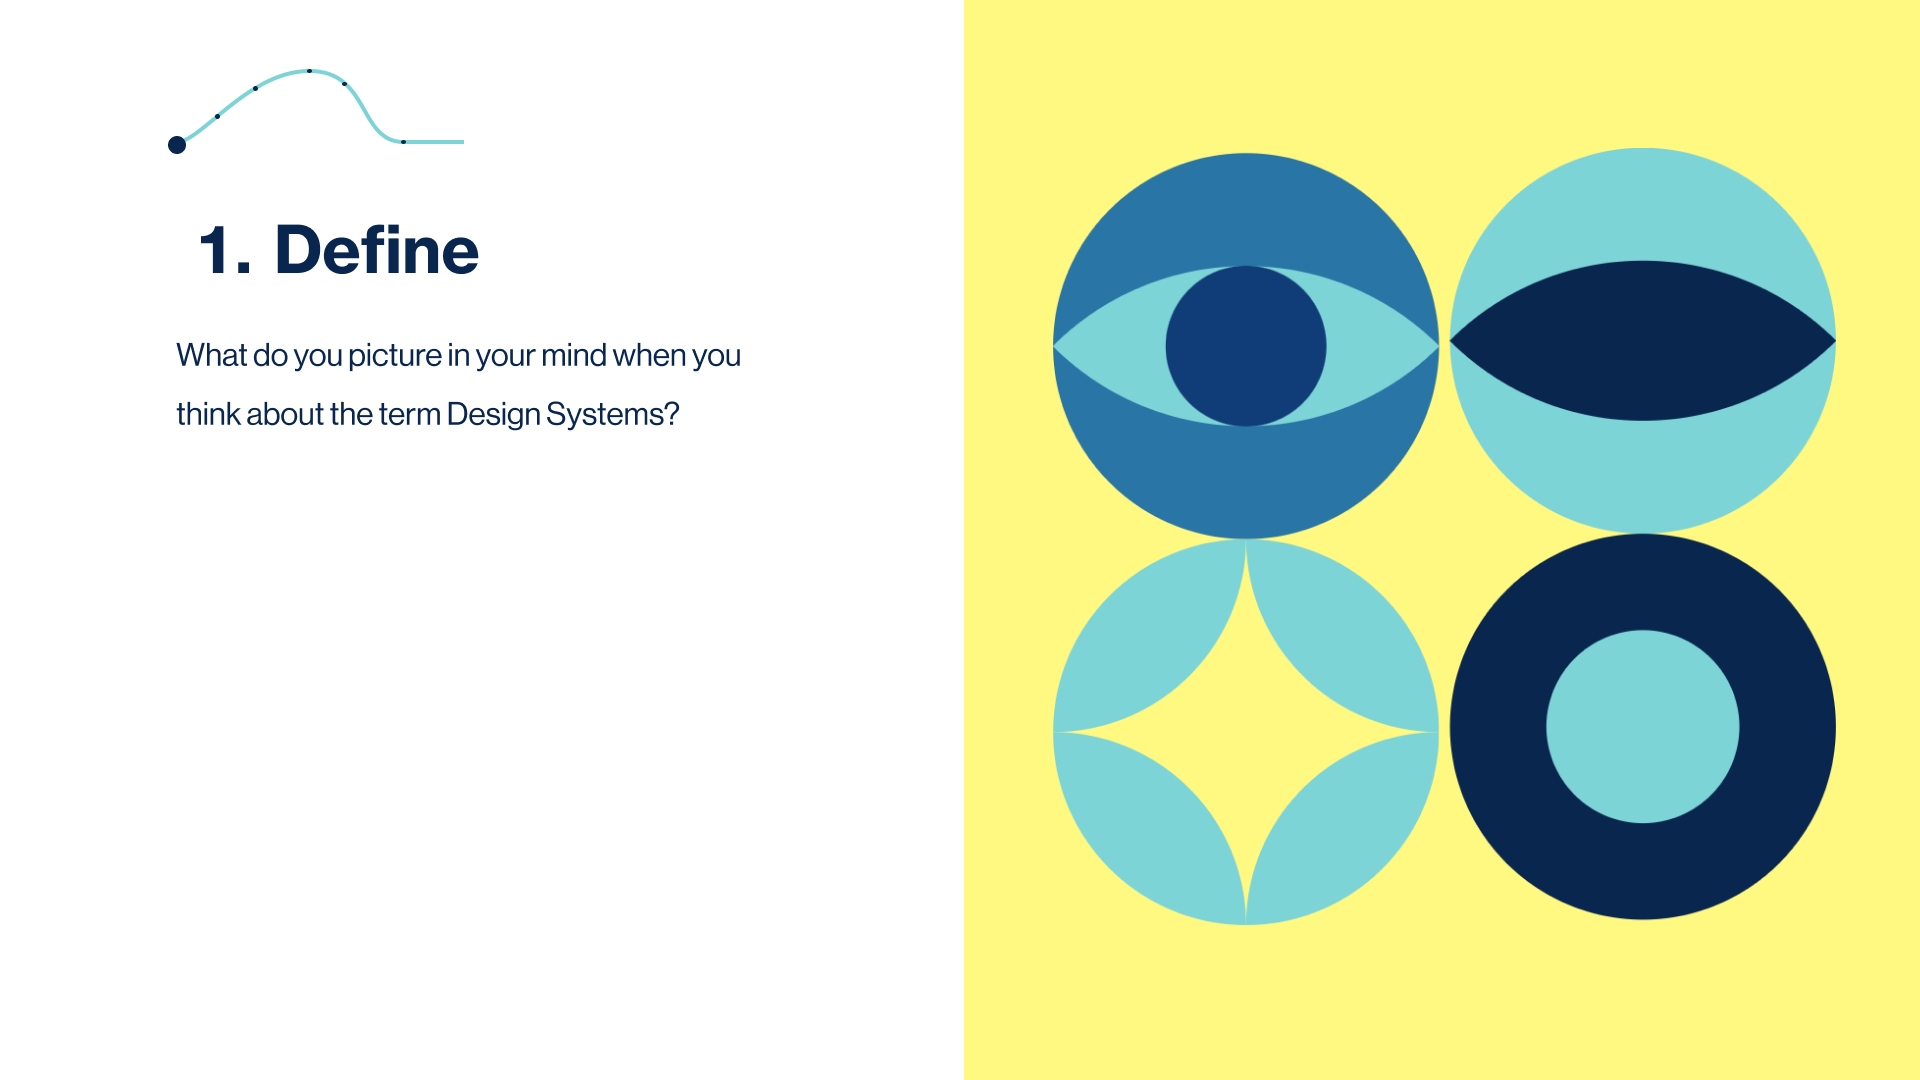 1. Define
What do you picture in your mind when you
think about the term Design Systems?